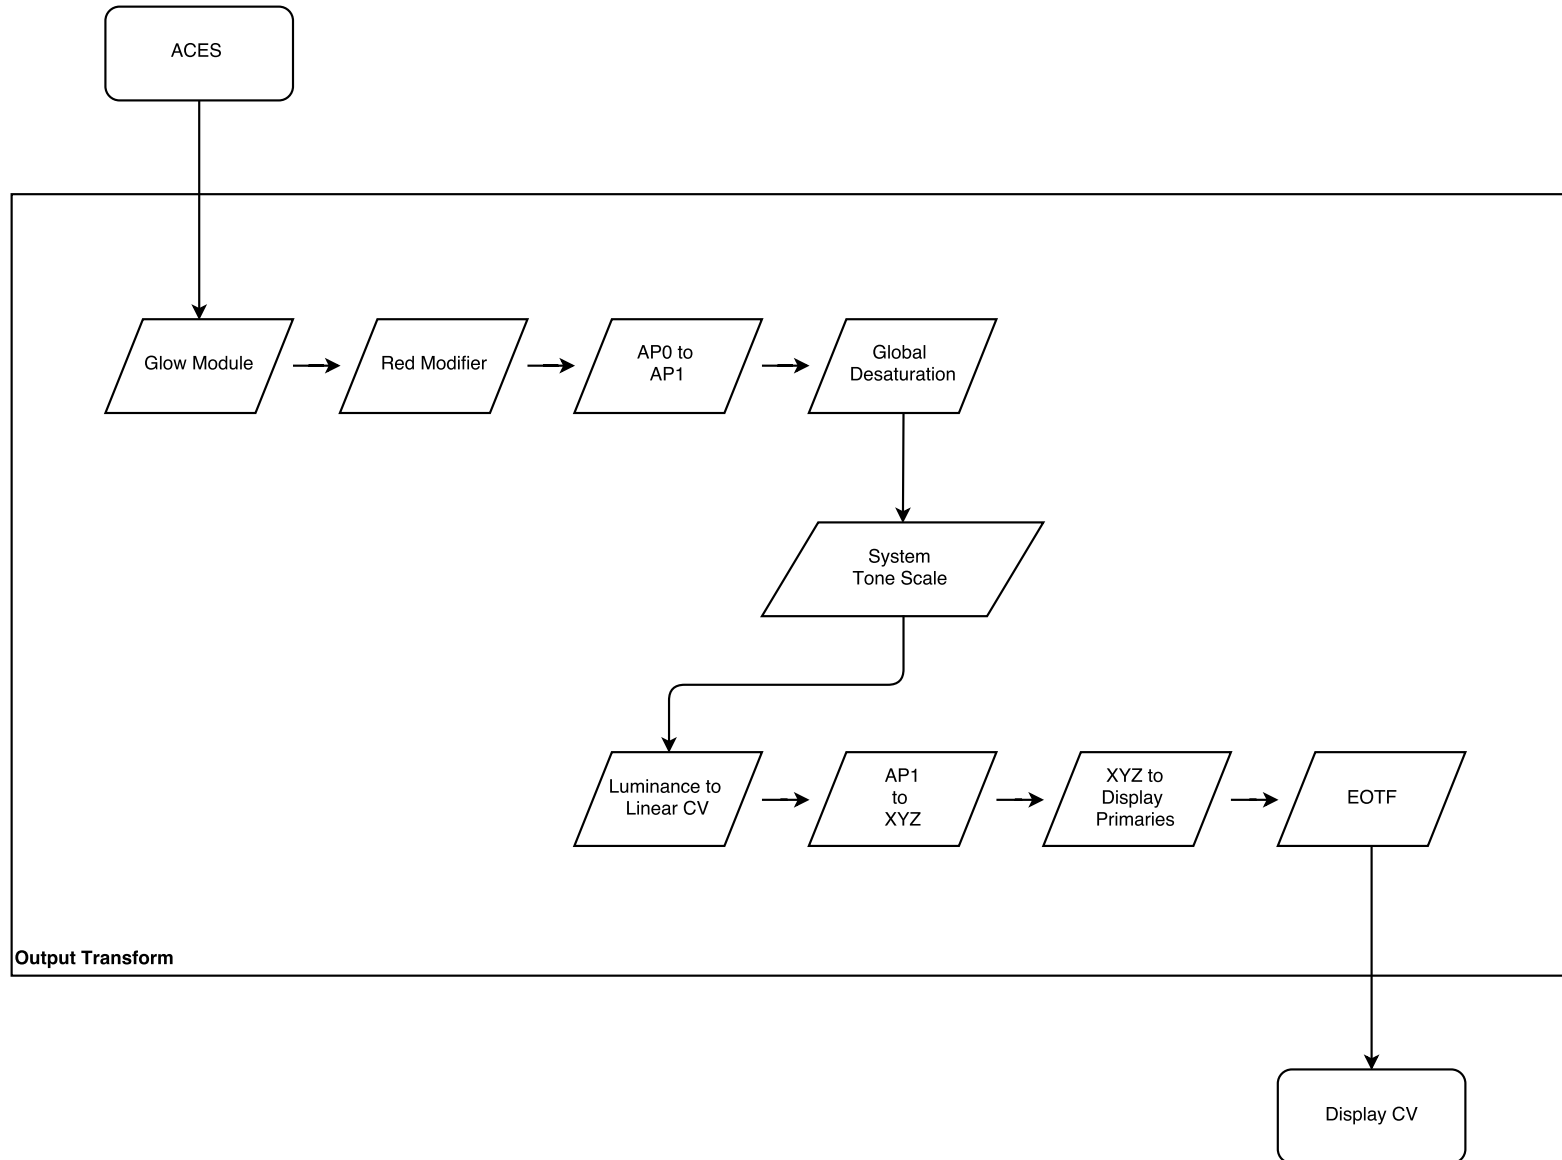 ACES
Glow Module
Red Modifier
AP0 to
AP1
Global
Desaturation
System
Tone Scale
Luminance to
Linear CV
AP1
to
XYZ
XYZ to
Display
Primaries
EOTF
Output Transform
Display CV